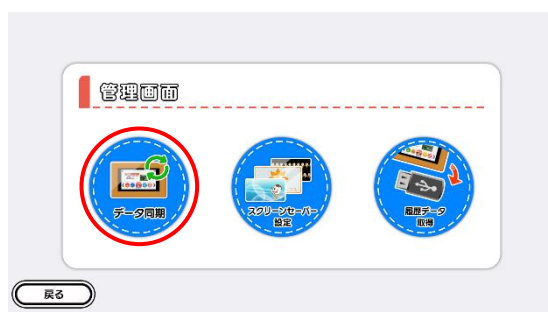 管理画面
データ同期
スクリーンセーバー
設定
履歴データ
取得
戻る